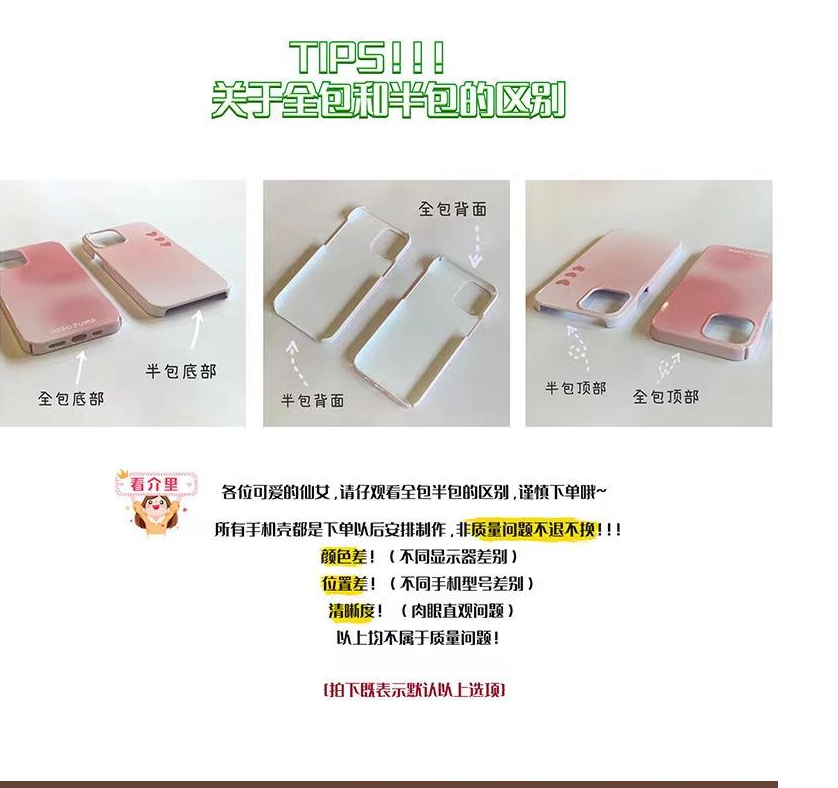 TIPS!!!
关于全包和半包的区别
全包背面
半包底部
全包底部
半包背面
半包顶部
全包顶部
看介里
各位可爱的仙女,请仔观看全包半包的区别,谨慎下单哦~
所有手机壳都是下单以后安排制作,非质量问题不退不换!!!
颜色差!(不同显示器差别)
位置差!(不同手机型号差别)
清晰度!(肉眼直观问题)
以上均不属于质量问题!
[拍下既表示默认以上选项]